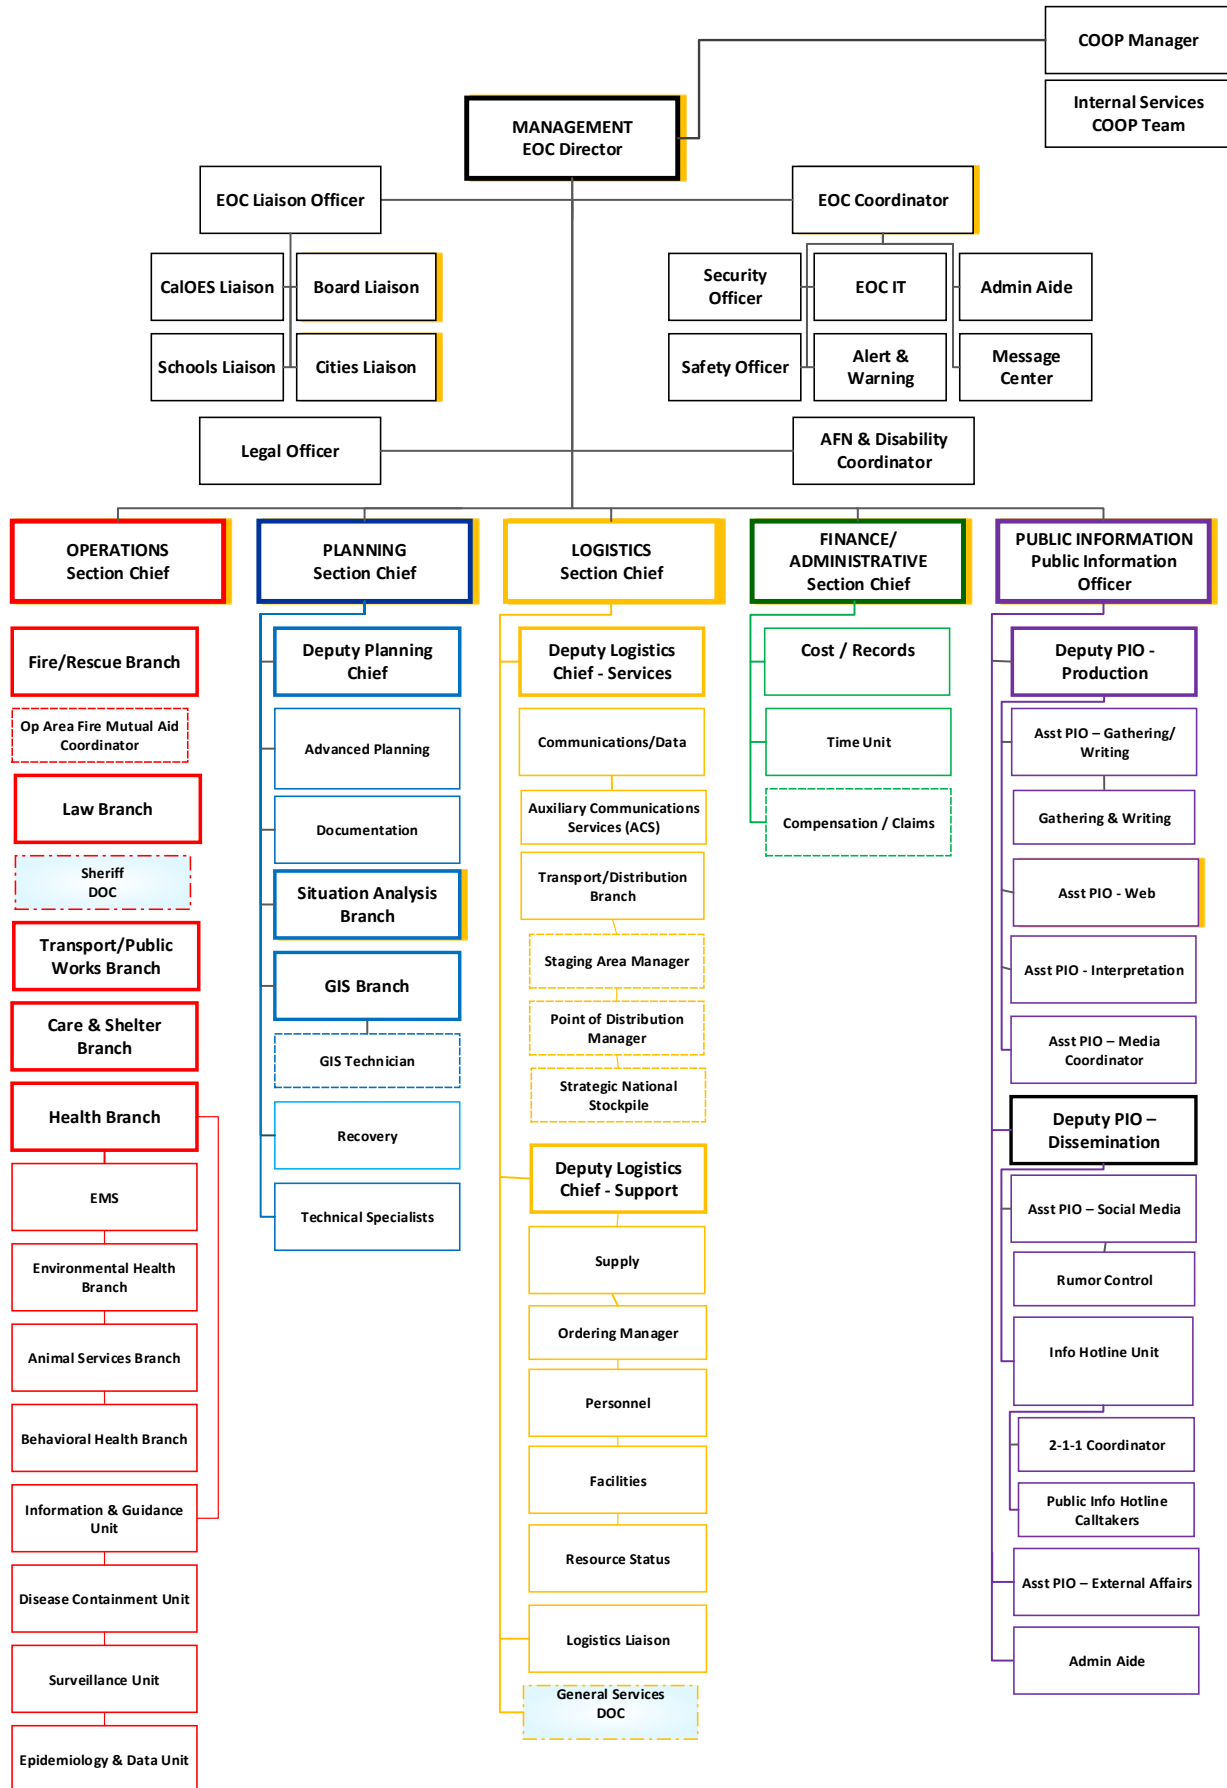 COOP Manager
Internal Services
COOP Team
MANAGEMENT
EOC Director
EOC Liaison Officer
EOC Coordinator
CalOES Liaison
Board Liaison
Schools Liaison
Cities Liaison
Security
Officer
EOC IT
Admin Aide
Safety Officer
Alert &
Warning
Message
Center
Legal Officer
AFN & Disability
Coordinator
OPERATIONS
Section Chief
Fire/Rescue Branch
Op Area Fire Mutual Aid
Coordinator
Law Branch
Sheriff
DOC
Transport/Public
Works Branch
Care & Shelter
Branch
Health Branch
EMS
Environmental Health
Branch
Animal Services Branch
Behavioral Health Branch
Information & Guidance
Unit
Disease Containment Unit
Surveillance Unit
Epidemiology & Data Unit
PLANNING
Section Chief
Deputy Planning
Chief
Advanced Planning
Documentation
Situation Analysis
Branch
GIS Branch
GIS Technician
Recovery
Technical Specialists
LOGISTICS
Section Chief
Deputy Logistics
Chief - Services
Communications/Data
Auxiliary Communications
Services (ACS)
Transport/Distribution
Branch
Staging Area Manager
Point of Distribution
Manager
Strategic National
Stockpile
Deputy Logistics
Chief - Support
Supply
Ordering Manager
Personnel
Facilities
Resource Status
Logistics Liaison
General Services
DOC
FINANCE/
ADMINISTRATIVE
Section Chief
Cost / Records
Time Unit
Compensation / Claims
PUBLIC INFORMATION
Public Information
Officer
Deputy PIO -
Production
Asst PIO – Gathering/
Writing
Gathering & Writing
Asst PIO - Web
Asst PIO - Interpretation
Asst PIO – Media
Coordinator
Deputy PIO –
Dissemination
Asst PIO – Social Media
Rumor Control
Info Hotline Unit
2-1-1 Coordinator
Public Info Hotline
Calltakers
Asst PIO – External Affairs
Admin Aide